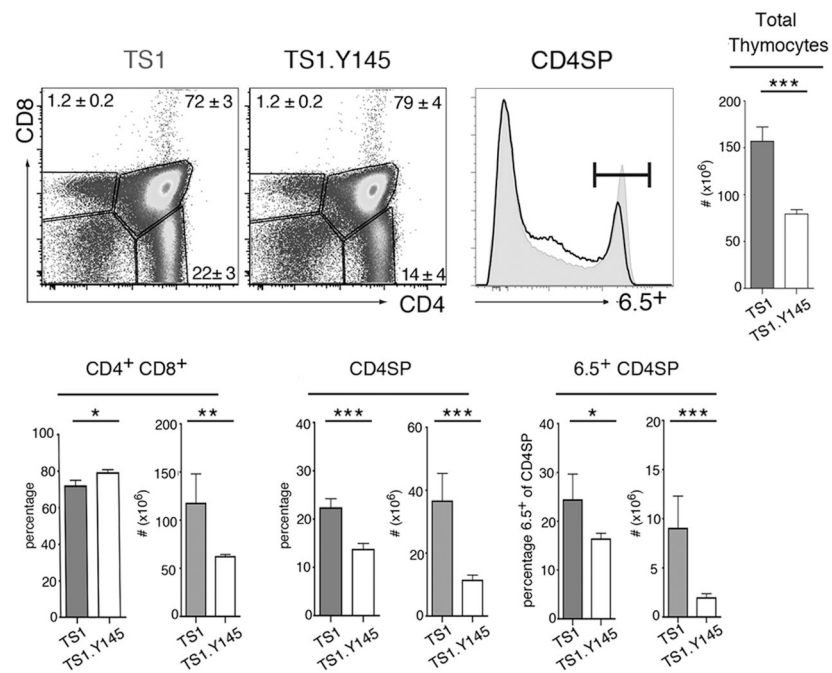 Total
Thymocytes
TS1
TS1.Y145
CD4SP
***
CD8
1.2 ± 0.2
72 ± 3
1.2 ± 0.2
79 ± 4
22 ± 3
14 ± 4
CD4
6.5+
# (x10⁶)
200
150
100
50
0
TS1
TS1.Y145
CD4+ CD8+
CD4SP
6.5+ CD4SP
*
**
***
***
*
***
percentage
100
80
60
40
20
0
TS1
TS1.Y145
# (x10⁶)
200
150
100
50
0
TS1
TS1.Y145
percentage
40
30
20
10
0
TS1
TS1.Y145
# (x10⁶)
60
40
20
0
TS1
TS1.Y145
percentage 6.5+ of CD4SP
40
30
20
10
0
TS1
TS1.Y145
# (x10⁶)
20
15
10
5
0
TS1
TS1.Y145